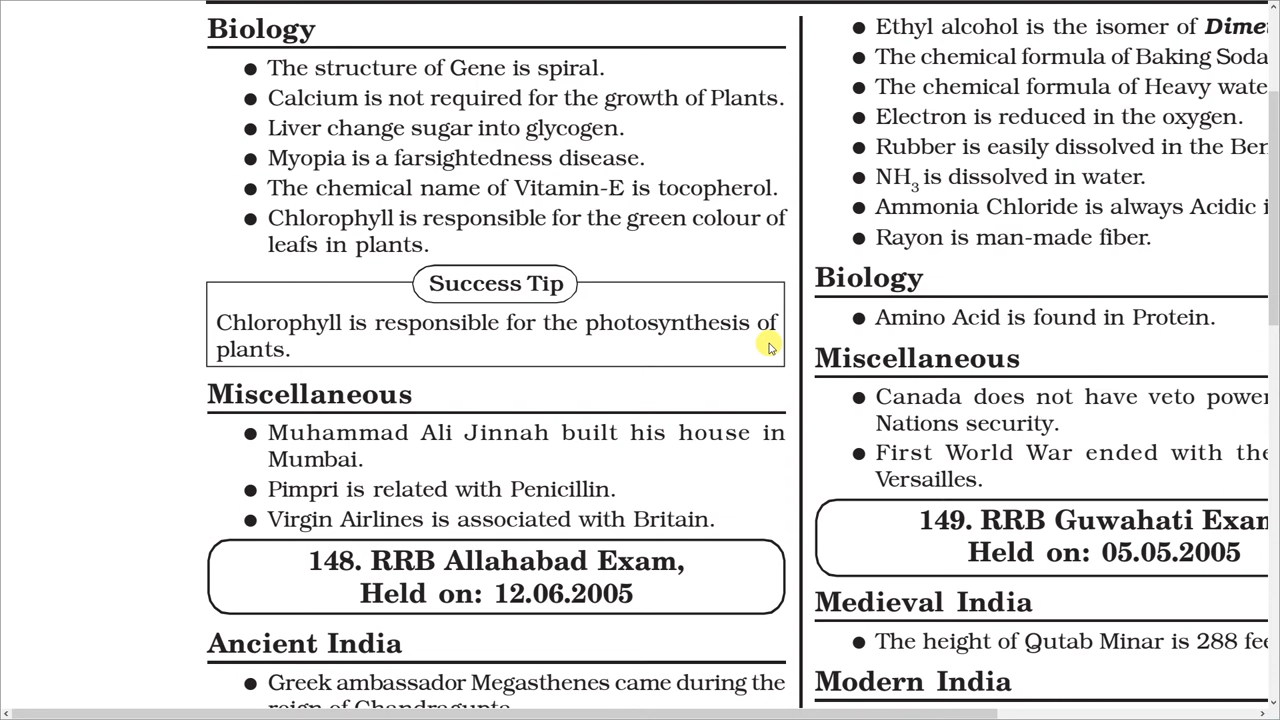 Biology
● The structure of Gene is spiral.
● Calcium is not required for the growth of Plants.
● Liver change sugar into glycogen.
● Myopia is a farsightedness disease.
● The chemical name of Vitamin-E is tocopherol.
● Chlorophyll is responsible for the green colour of
leafs in plants.
Success Tip
Chlorophyll is responsible for the photosynthesis of
plants.
Miscellaneous
● Muhammad Ali Jinnah built his house in
Mumbai.
● Pimpri is related with Penicillin.
● Virgin Airlines is associated with Britain.
148. RRB Allahabad Exam,
Held on: 12.06.2005
Ancient India
● Greek ambassador Megasthenes came during the
reign of Chandragupta
● Ethyl alcohol is the isomer of
● The chemical formula of Baking Soda
● The chemical formula of Heavy
● Electron is reduced in the oxygen.
● Rubber is easily dissolved in the
● NH3 is dissolved in water.
● Ammonia Chloride is always Acidic
● Rayon is man-made fiber.
Biology
● Amino Acid is found in Protein.
Miscellaneous
● Canada does not have veto power
Nations security.
● First World War ended with the
Versailles.
149. RRB Guwahati
Held on: 05.05.2005
Medieval India
● The height of Qutab Minar is 288
Modern India